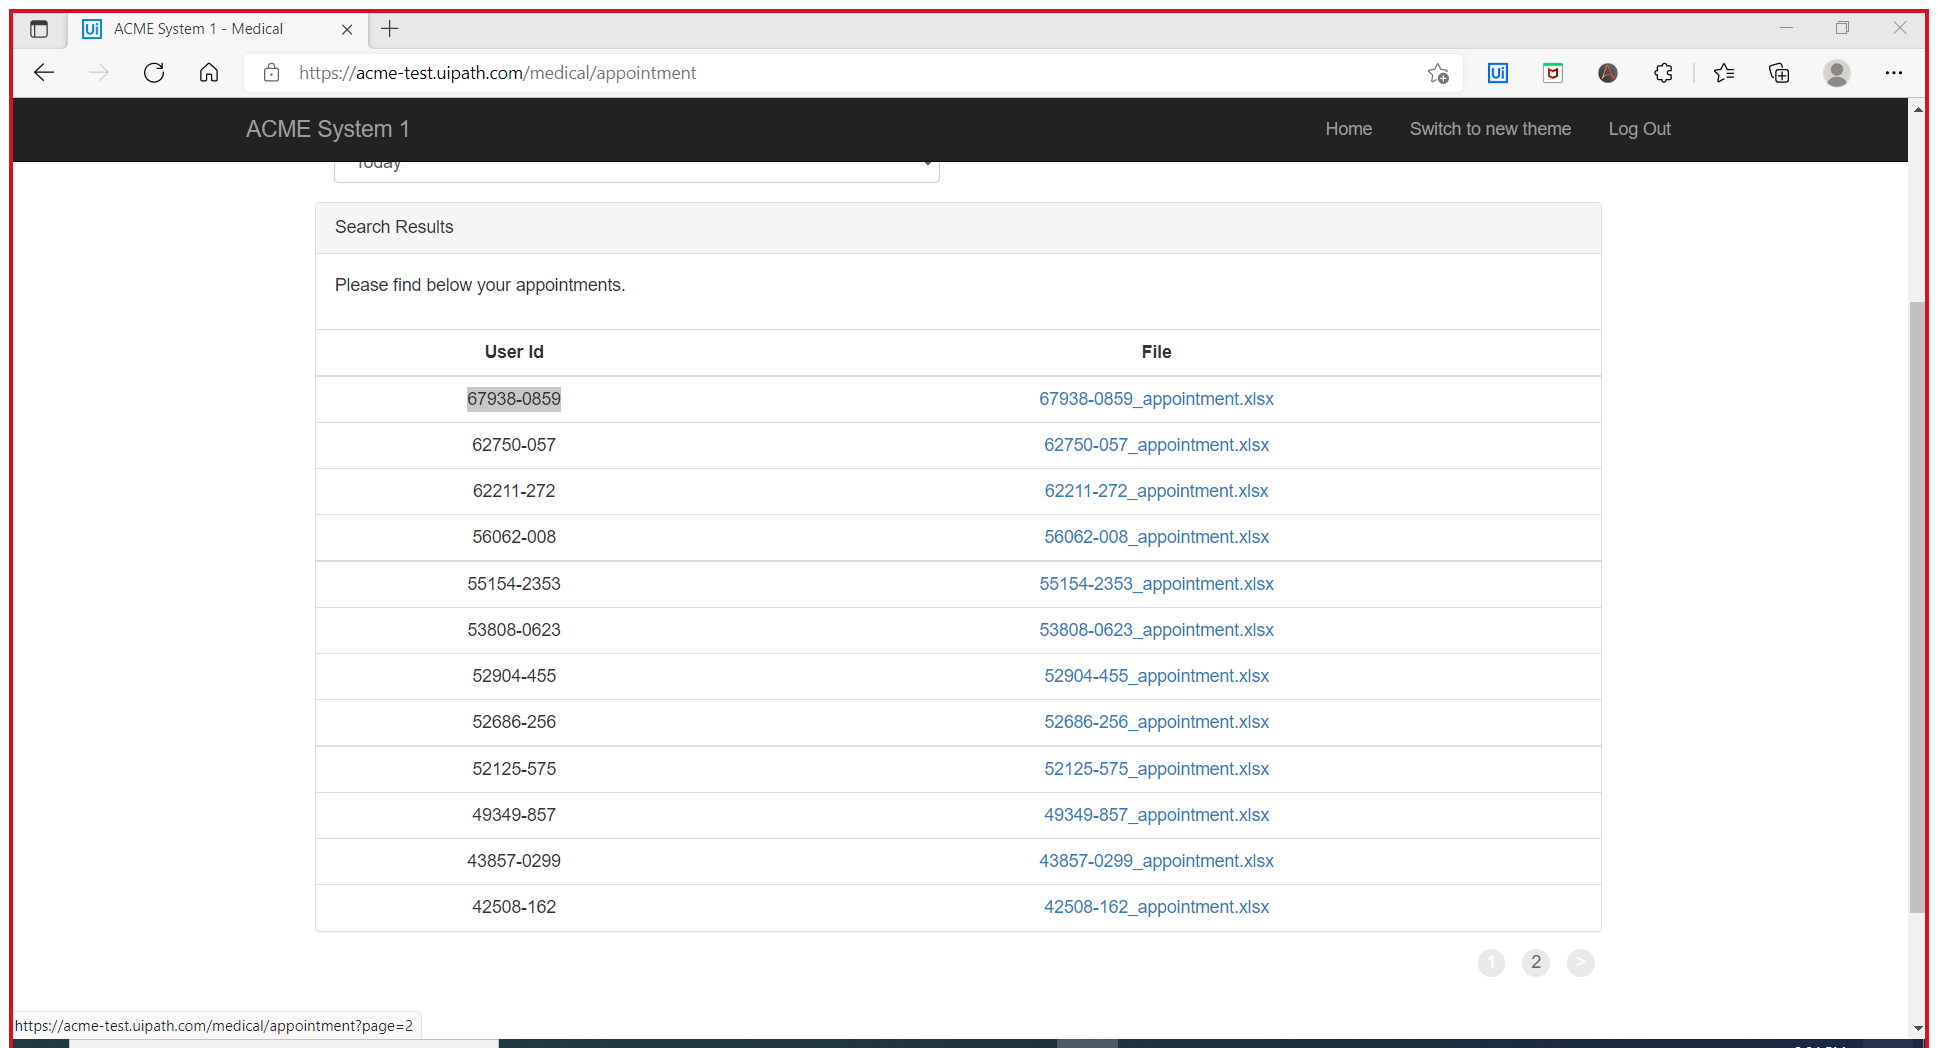 Ui ACME System 1 - Medical
https://acme-test.uipath.com/medical/appointment
ACME System 1 Home Switch to new theme Log Out
Today
Search Results
Please find below your appointments.
User Id File
67938-0859 67938-0859_appointment.xlsx
62750-057 62750-057_appointment.xlsx
62211-272 62211-272_appointment.xlsx
56062-008 56062-008_appointment.xlsx
55154-2353 55154-2353_appointment.xlsx
53808-0623 53808-0623_appointment.xlsx
52904-455 52904-455_appointment.xlsx
52686-256 52686-256_appointment.xlsx
52125-575 52125-575_appointment.xlsx
49349-857 49349-857_appointment.xlsx
43857-0299 43857-0299_appointment.xlsx
42508-162 42508-162_appointment.xlsx
1 2 >
https://acme-test.uipath.com/medical/appointment?page=2